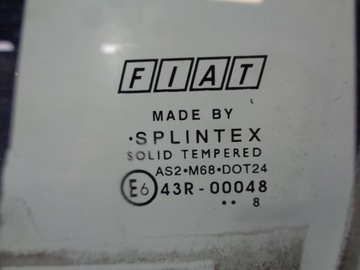 FIAT
MADE BY
·SPLINTEX
SOLID TEMPERED
AS2·M68·DOT24
E6 43R-00048
·· 8